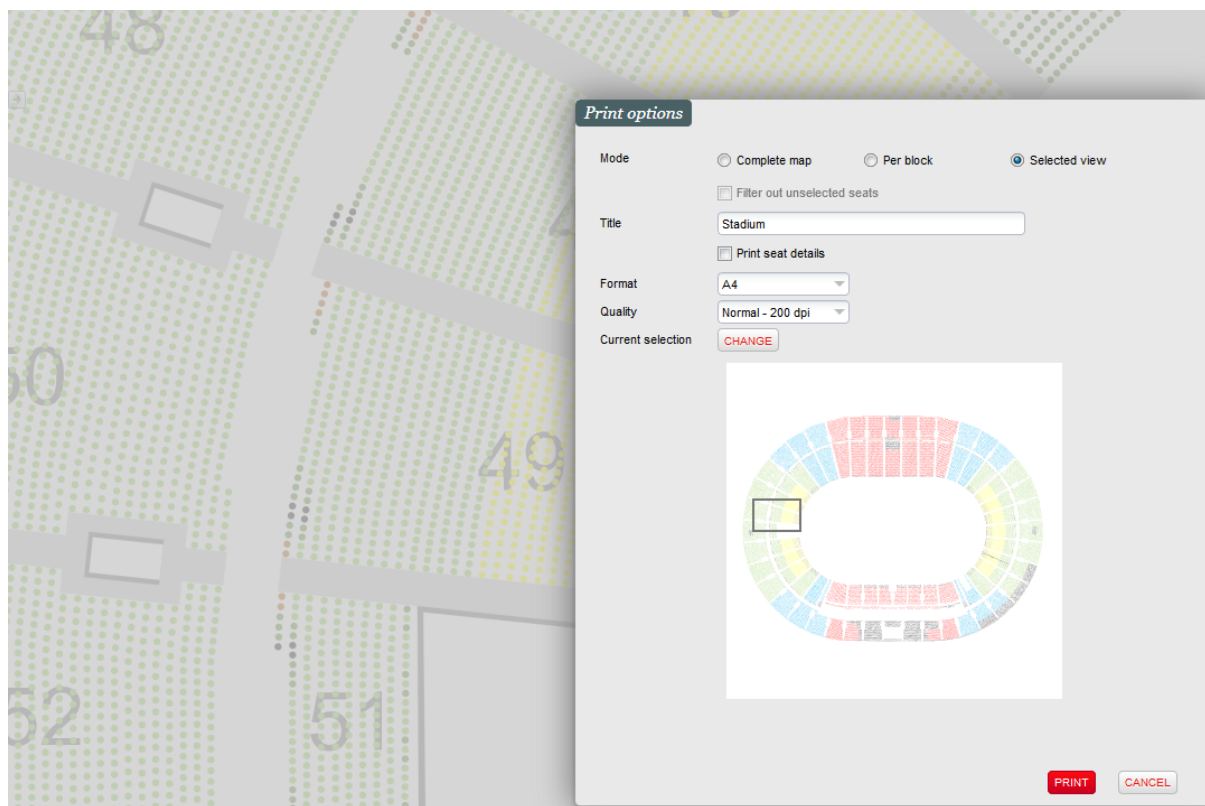 48
50
49
52
51
Print options
Mode Complete map Per block Selected view
Filter out unselected seats
Title Stadium
Print seat details
Format A4
Quality Normal - 200 dpi
Current selection CHANGE
PRINT CANCEL